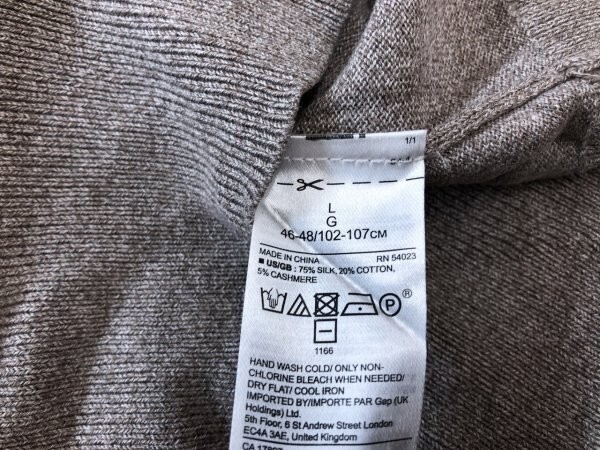 1/1
L
G
46-48/102-107CM
MADE IN CHINA RN 54023
■ US/GB : 75% SILK, 20% COTTON,
5% CASHMERE
P ®
1166
HAND WASH COLD/ ONLY NON-
CHLORINE BLEACH WHEN NEEDED/
DRY FLAT/ COOL IRON
IMPORTED BY/IMPORTE PAR Gap (UK
Holdings) Ltd.
5th Floor, 6 St Andrew Street London
EC4A 3AE, United Kingdom